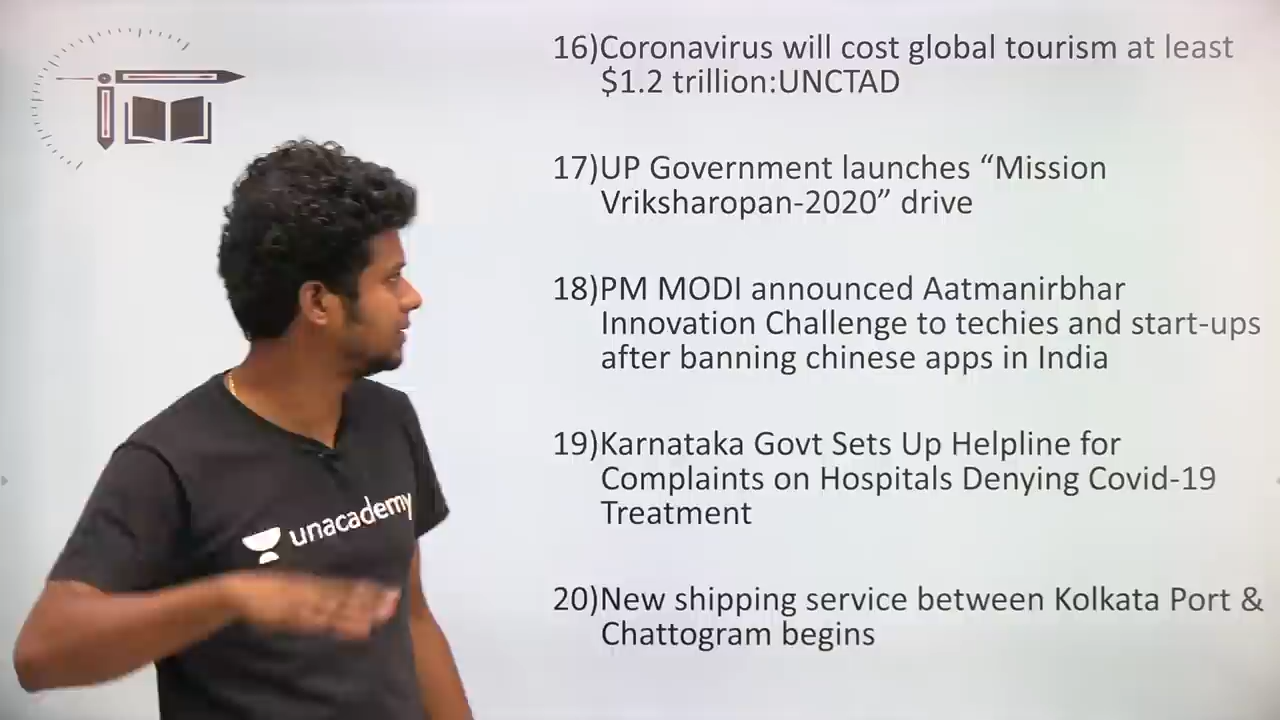 16)Coronavirus will cost global tourism at least
$1.2 trillion:UNCTAD
17)UP Government launches “Mission
Vriksharopan-2020” drive
18)PM MODI announced Aatmanirbhar
Innovation Challenge to techies and start-ups
after banning chinese apps in India
19)Karnataka Govt Sets Up Helpline for
Complaints on Hospitals Denying Covid-19
Treatment
20)New shipping service between Kolkata Port &
Chattogram begins
unacademy